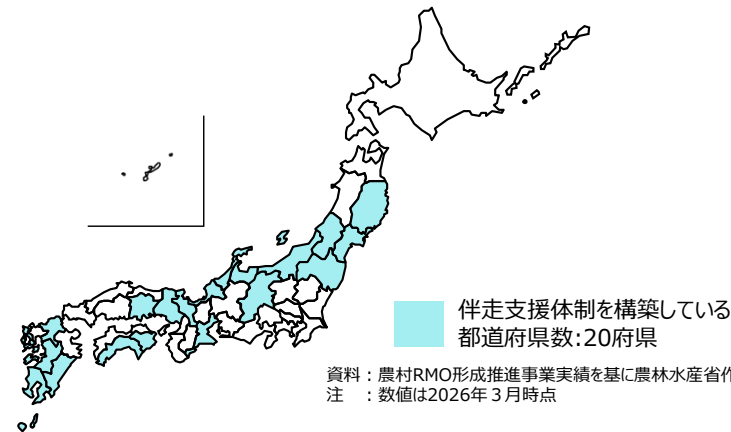 伴走支援体制を構築している
都道府県数:20府県
資料：農村RMO形成推進事業実績を基に農林水産省作
注　：数値は2026年３月時点